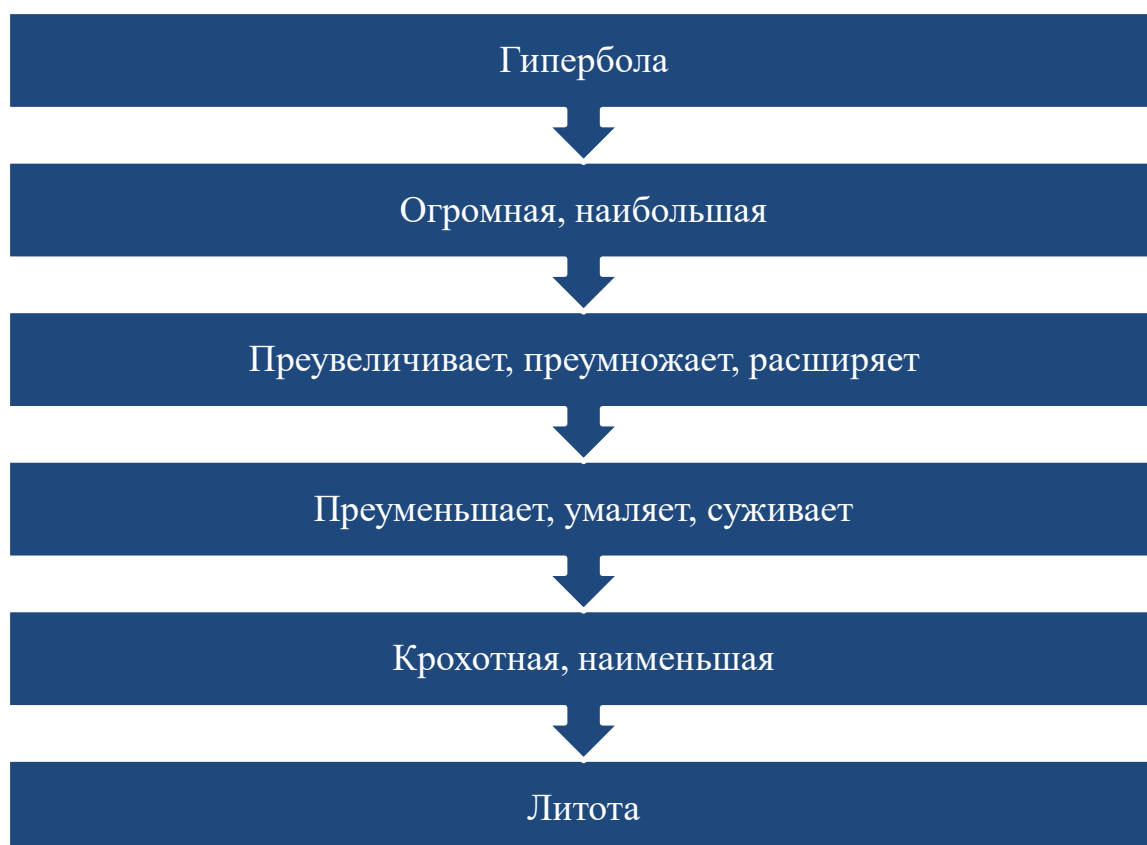 Гипербола
Огромная, наибольшая
Преувеличивает, преумножает, расширяет
Преуменьшает, умаляет, суживает
Крохотная, наименьшая
Литота